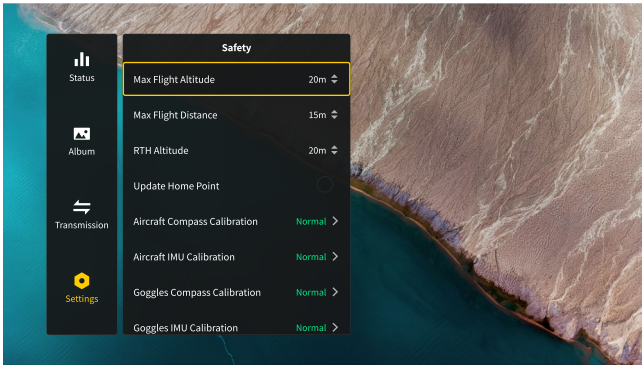 Safety
Status
Max Flight Altitude 20m
Max Flight Distance 15m
Album
RTH Altitude 20m
Update Home Point
Transmission
Aircraft Compass Calibration Normal
Aircraft IMU Calibration Normal
Settings
Goggles Compass Calibration Normal
Goggles IMU Calibration Normal